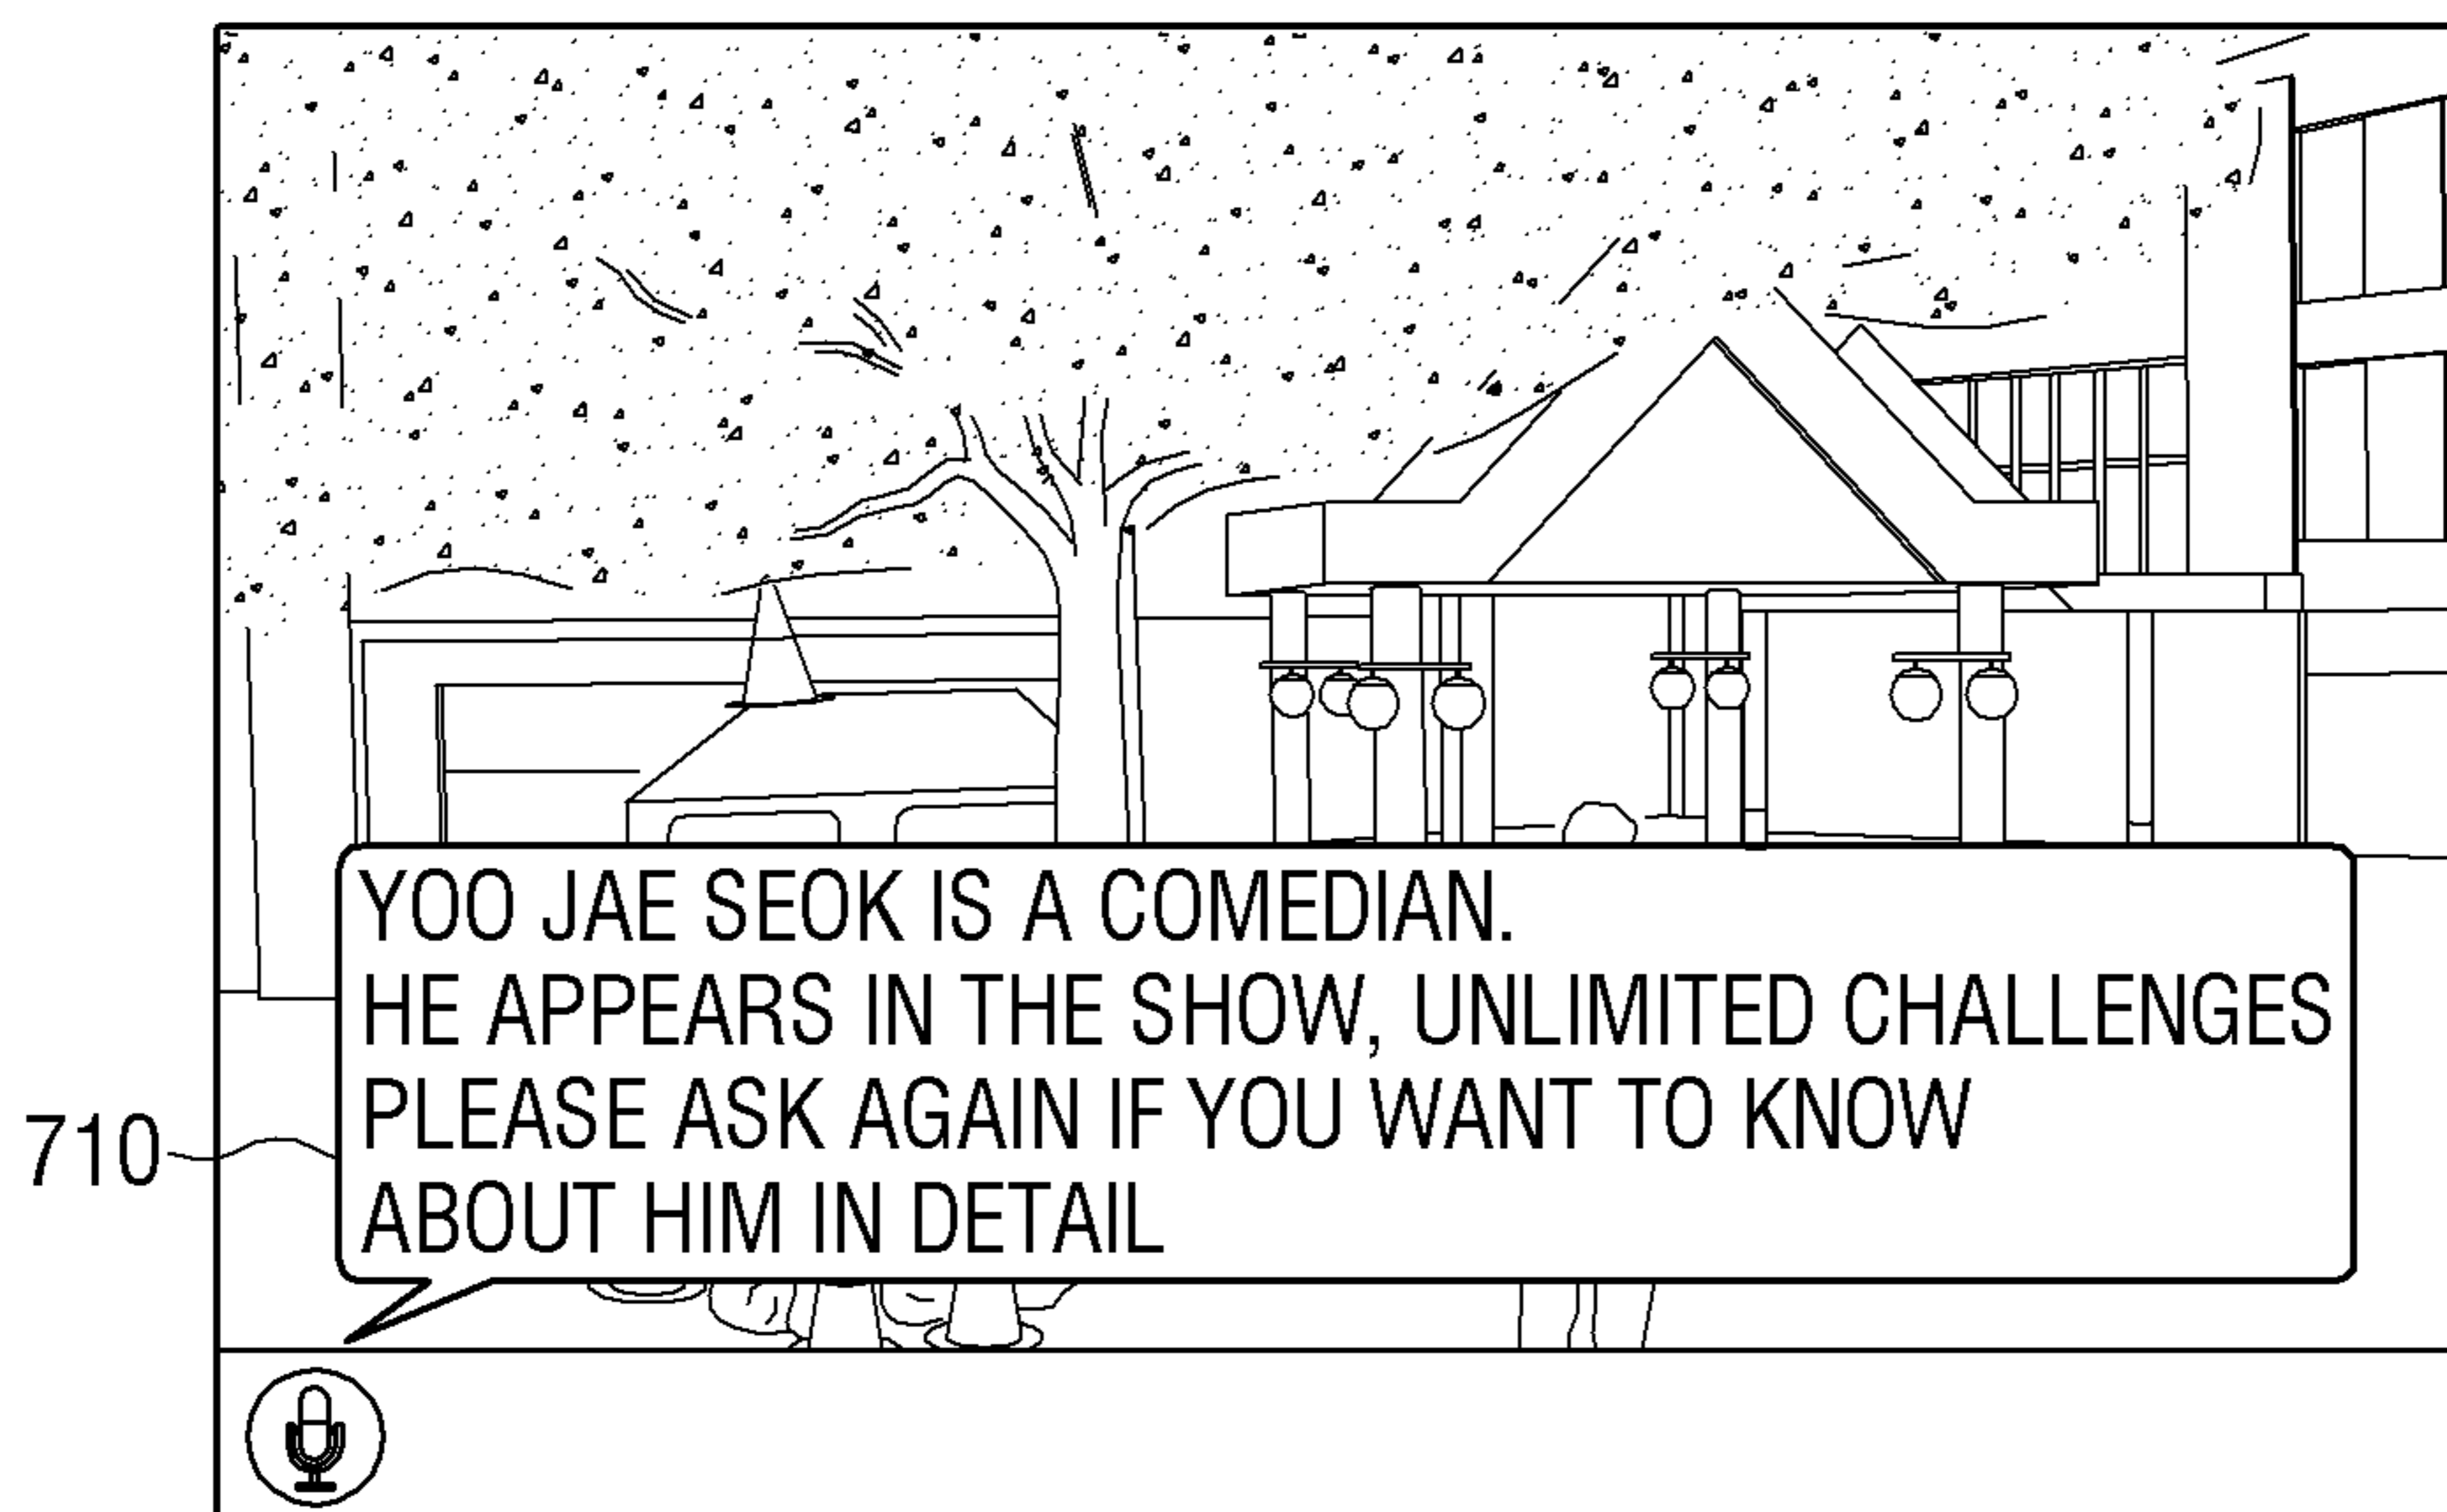 YOO JAE SEOK IS A COMEDIAN.
HE APPEARS IN THE SHOW, UNLIMITED CHALLENGES
PLEASE ASK AGAIN IF YOU WANT TO KNOW
ABOUT HIM IN DETAIL
710